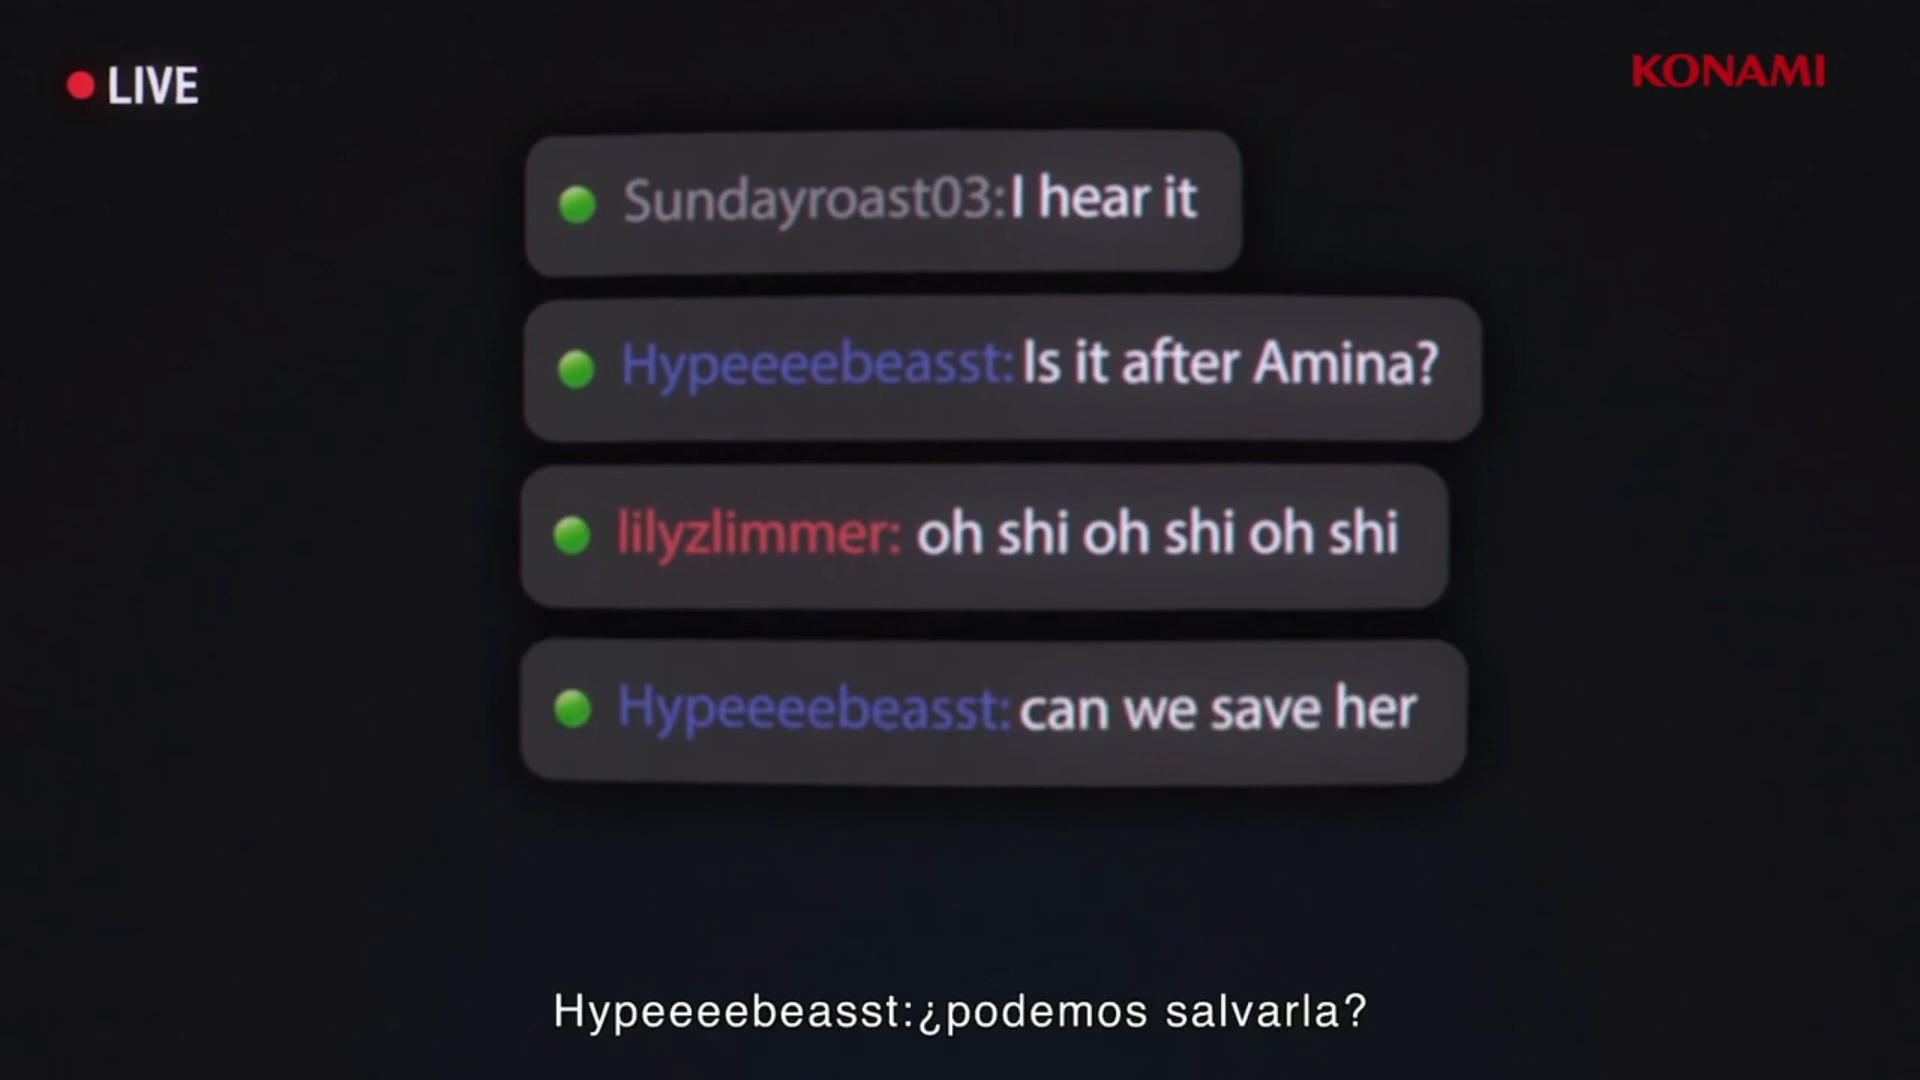 LIVE
KONAMI
Sundayroast03: I hear it
Hypeeeebeasst: Is it after Amina?
lilyzlimmer: oh shi oh shi oh shi
Hypeeeebeasst: can we save her
Hypeeeebeasst:¿podemos salvarla?